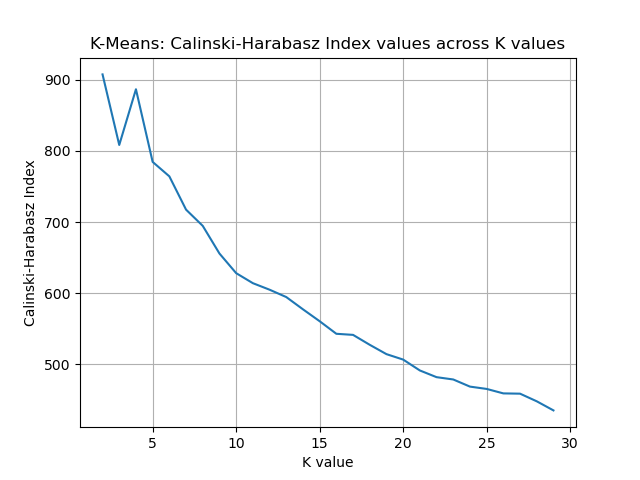 K-Means: Calinski-Harabasz Index values across K values
900
800
700
600
500
Calinski-Harabasz Index
5 10 15 20 25 30
K value